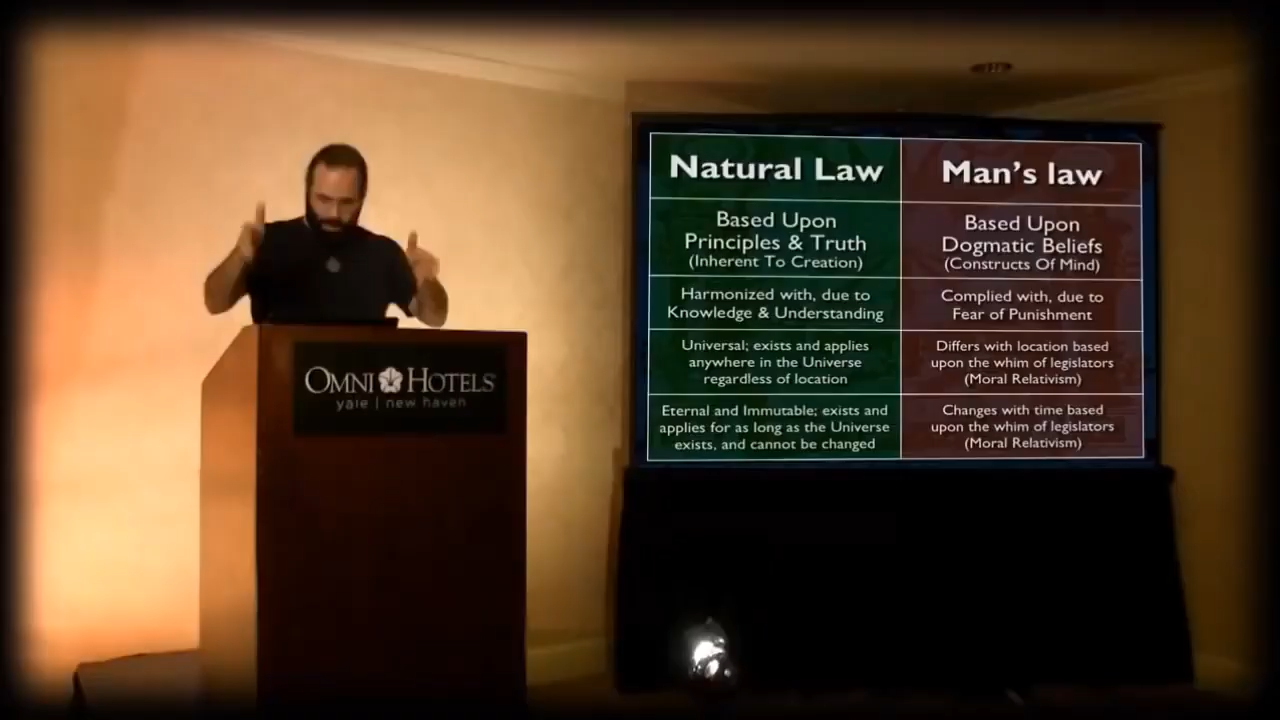 OMNI HOTELS
yale | new haven
Natural Law
Man's law
Based Upon
Principles & Truth
(Inherent To Creation)
Based Upon
Dogmatic Beliefs
(Constructs Of Mind)
Harmonized with, due to
Knowledge & Understanding
Complied with, due to
Fear of Punishment
Universal; exists and applies
anywhere in the Universe
regardless of location
Differs with location based
upon the whim of legislators
(Moral Relativism)
Eternal and Immutable; exists and
applies for as long as the Universe
exists, and cannot be changed
Changes with time based
upon the whim of legislators
(Moral Relativism)